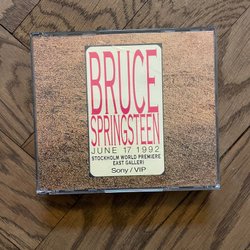 BRUCE
SPRINGSTEEN
JUNE 17 1992
STOCKHOLM WORLD PREMIERE
EAST GALLERI
Sony / VIP